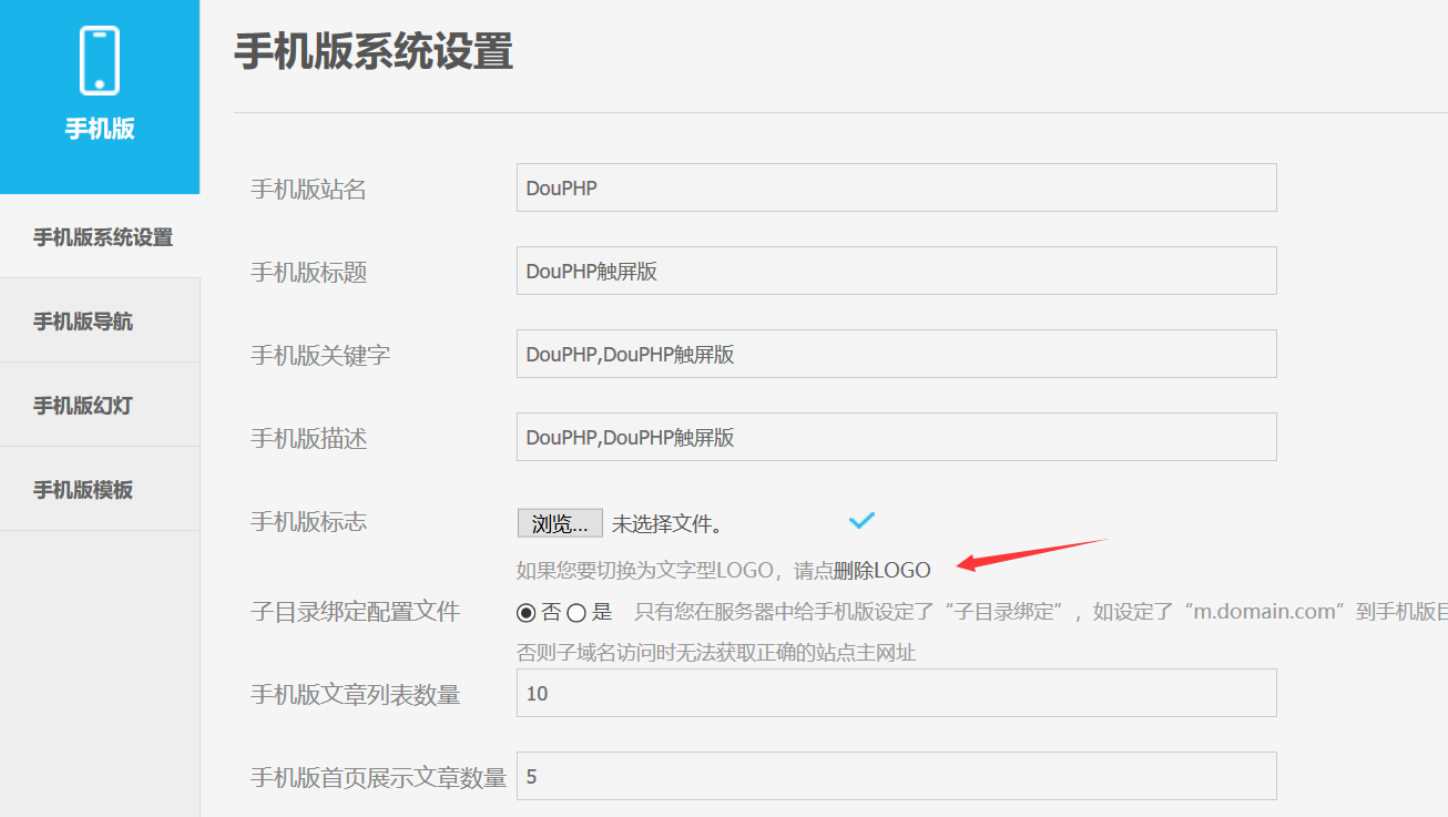 手机版
手机版系统设置
手机版导航
手机版幻灯
手机版模板
手机版系统设置
手机版站名 DouPHP
手机版标题 DouPHP触屏版
手机版关键字 DouPHP,DouPHP触屏版
手机版描述 DouPHP,DouPHP触屏版
手机版标志 浏览... 未选择文件。
如果您要切换为文字型LOGO，请点删除LOGO
子目录绑定配置文件 否 是 只有您在服务器中给手机版设定了“子目录绑定”，如设定了“m.domain.com”到手机版目
否则子域名访问时无法获取正确的站点主网址
手机版文章列表数量 10
手机版首页展示文章数量 5